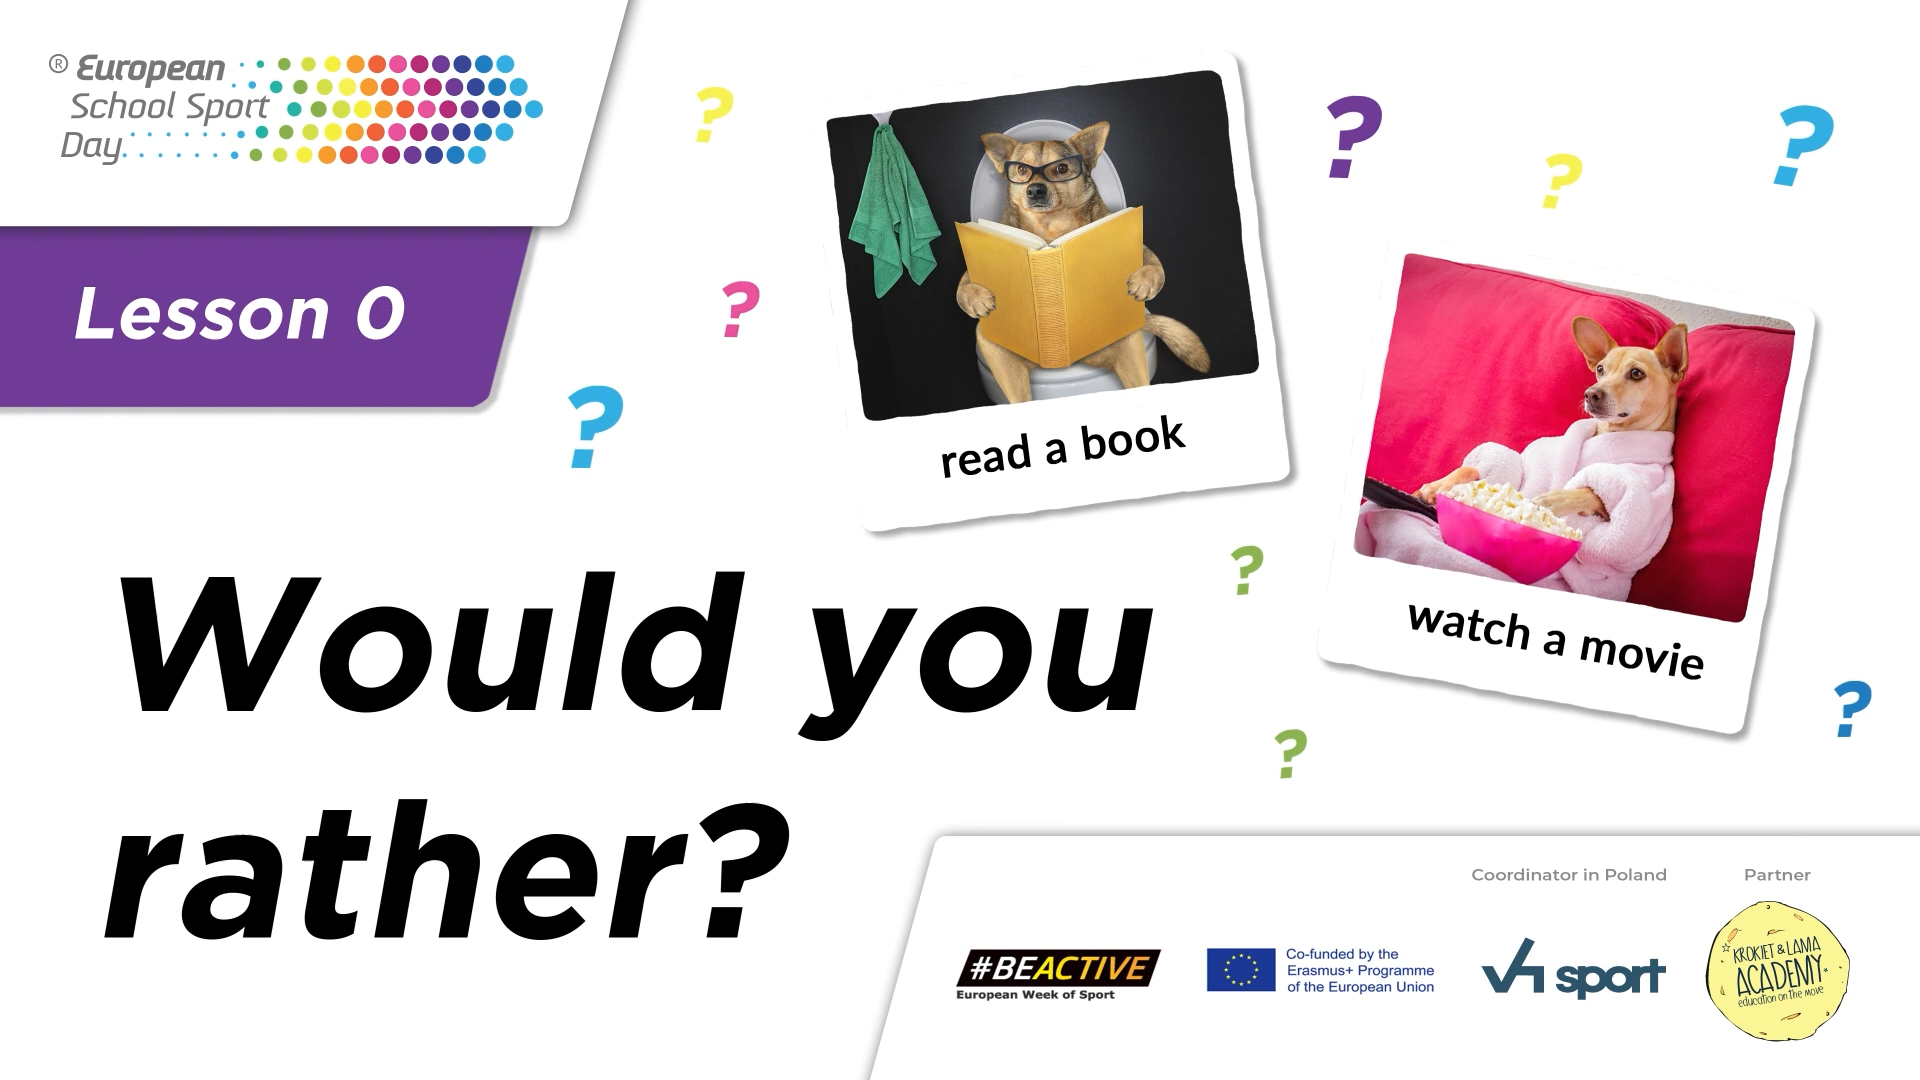 ® European
School Sport
Day
Lesson 0
read a book
watch a movie
Would you
rather?
Coordinator in Poland
Partner
#BEACTIVE
European Week of Sport
Co-funded by the
Erasmus+ Programme
of the European Union
sport
KROKIET & LAMA
ACADEMY
education on the move